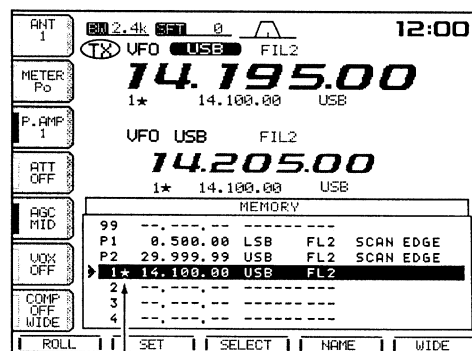 ANT
1
BW 2.4k SFT 0
12:00
TX VFO USB FIL2
14.195.00
1★ 14.100.00 USB
METER
Po
P.AMP
1
VFO USB FIL2
14.205.00
1★ 14.100.00 USB
ATT
OFF
AGC
MID
VOX
OFF
COMP
OFF
WIDE
MEMORY
99 --.---.--
P1 0.500.00 LSB FL2 SCAN EDGE
P2 29.999.99 USB FL2 SCAN EDGE
1★ 14.100.00 USB FL2
2 --.---.--
3 --.---.--
4 --.---.--
ROLL SET SELECT NAME WIDE